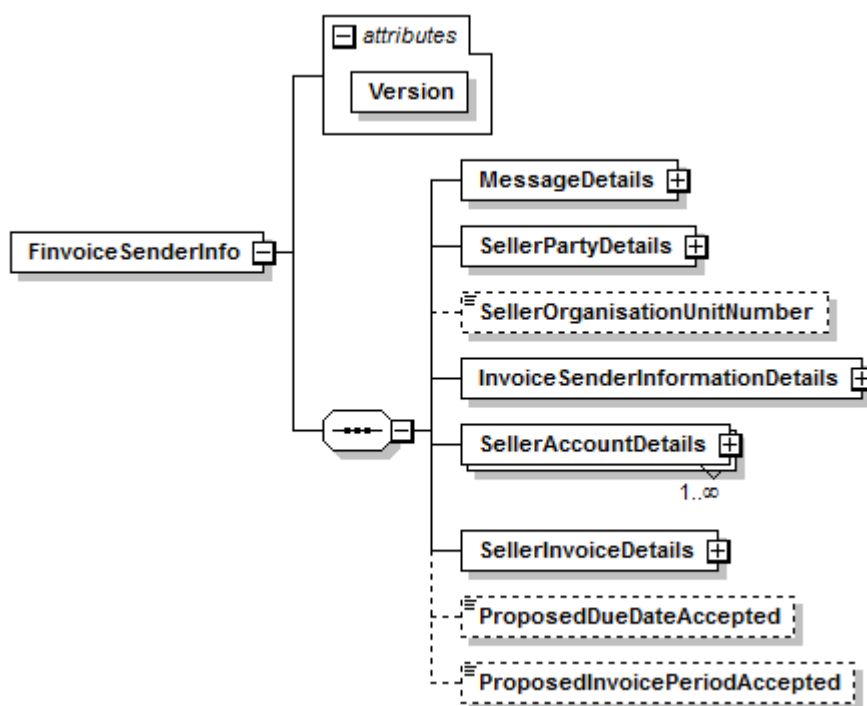 attributes
Version
MessageDetails
SellerPartyDetails
FinvoiceSenderInfo
SellerOrganisationUnitNumber
InvoiceSenderInformationDetails
SellerAccountDetails
1..∞
SellerInvoiceDetails
ProposedDueDateAccepted
ProposedInvoicePeriodAccepted